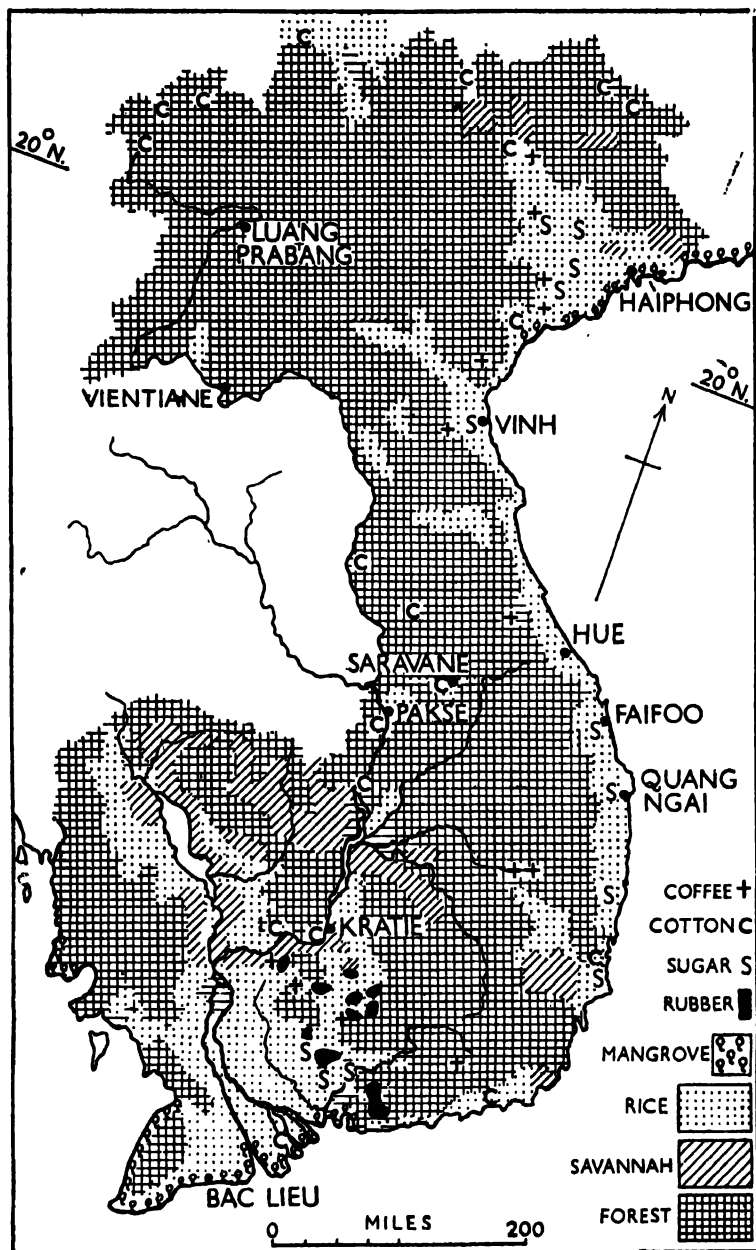 20° N.
LUANG
PRABANG
HAIPHONG
VIENTIANE
20° N.
N
S VINH
C
HUE
SARAVANE
PAKSE
FAIFOO
QUANG
NGAI
KRATIE
COFFEE +
COTTON C
SUGAR S
RUBBER
MANGROVE
RICE
SAVANNAH
FOREST
BAC LIEU
0 MILES 200